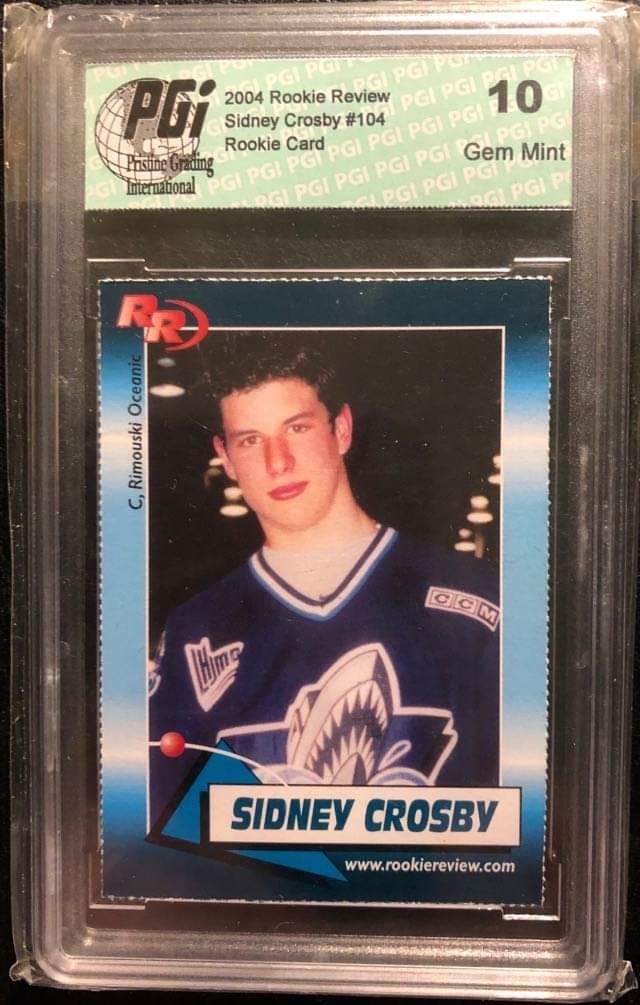 PGi
Pristine Grading
International
2004 Rookie Review
Sidney Crosby #104
Rookie Card
10
Gem Mint
RR
C, Rimouski Oceanic
CCM
LHJMQ
SIDNEY CROSBY
www.rookiereview.com